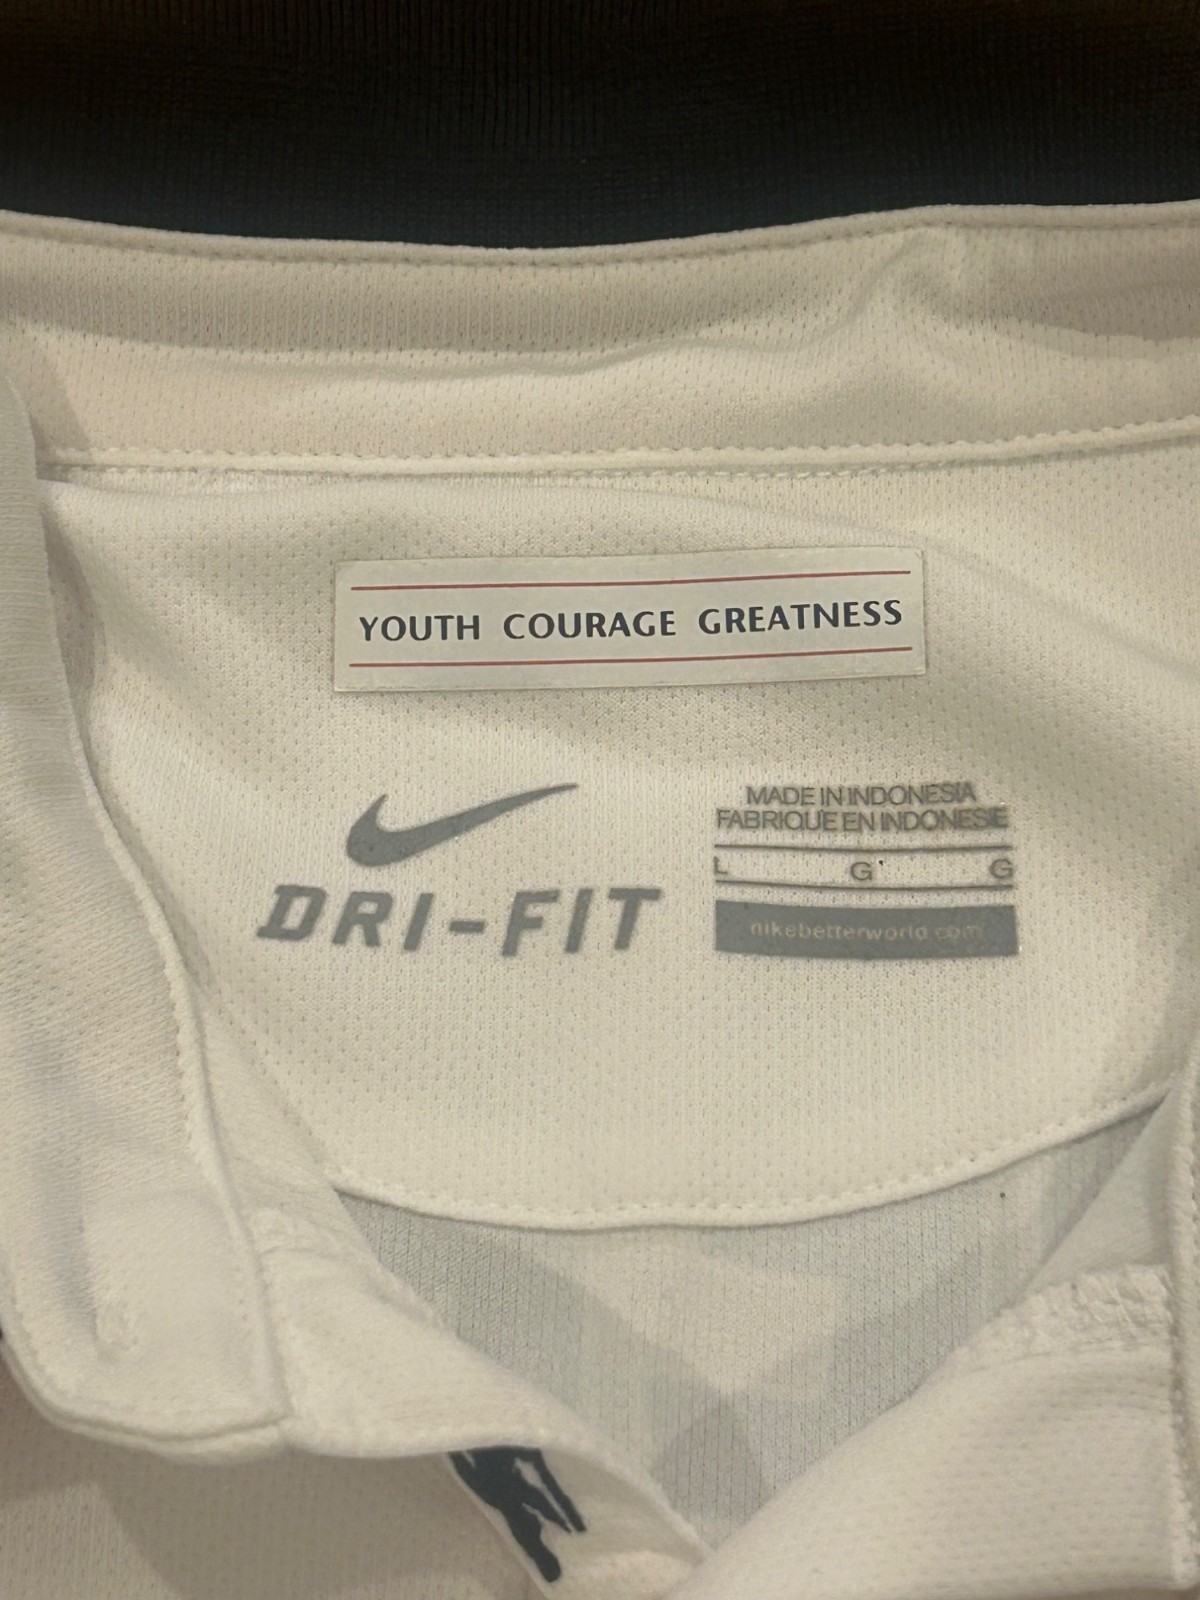 YOUTH COURAGE GREATNESS
DRI-FIT
MADE IN INDONESIA
FABRIQUE EN INDONESIE
L G G
nikebetterworld.com